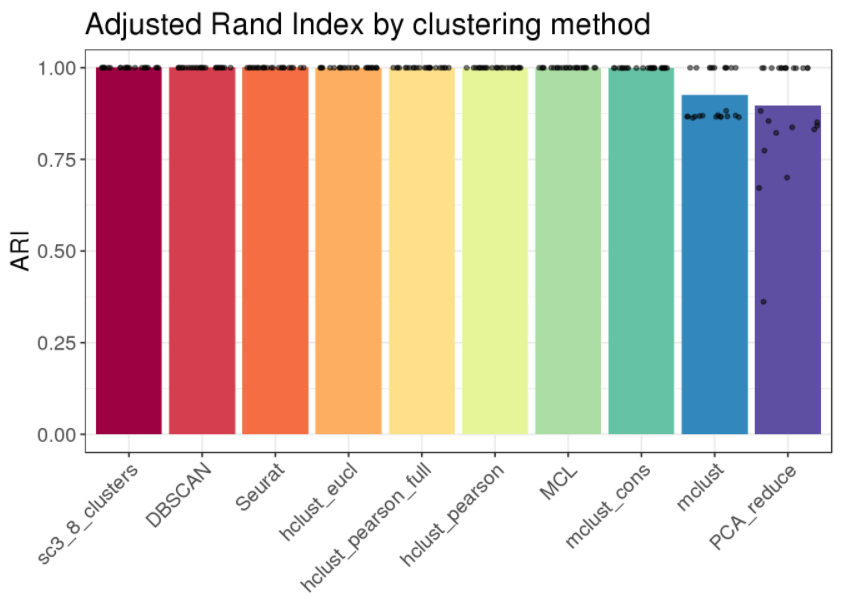 Adjusted Rand Index by clustering method
1.00
0.75
0.50
0.25
0.00
ARI
sc3_8_clusters
DBSCAN
Seurat
hclust_eucl
hclust_pearson_full
hclust_pearson
MCL
mclust_cons
mclust
PCA_reduce